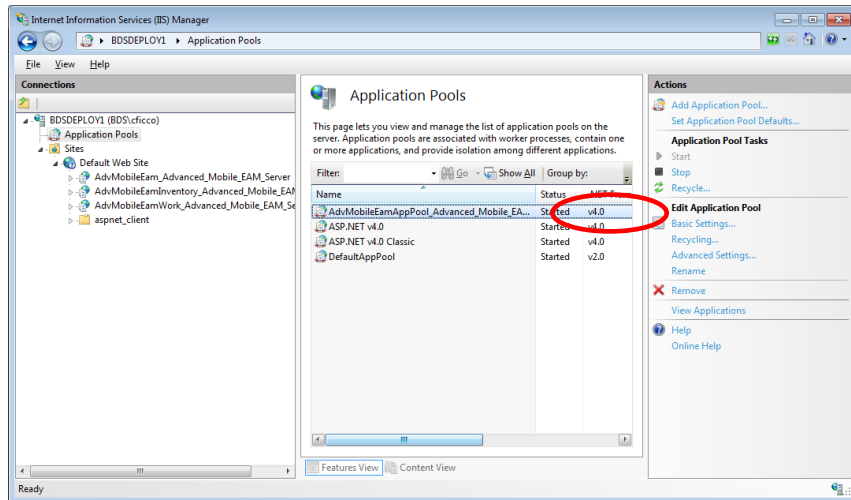 Internet Information Services (IIS) Manager
BDSDEPLOY1 Application Pools
File View Help
Connections
BDSDEPLOY1 (BDS\cficco)
Application Pools
Sites
Default Web Site
AdvMobileEam_Advanced_Mobile_EAM_Server
AdvMobileEamInventory_Advanced_Mobile_EAM
AdvMobileEamWork_Advanced_Mobile_EAM_Se
aspnet_client
Application Pools
This page lets you view and manage the list of application pools on the
server. Application pools are associated with worker processes, contain one
or more applications, and provide isolation among different applications.
Filter: Go Show All Group by:
Name Status .NET Fram
AdvMobileEamAppPool_Advanced_Mobile_EA... Started v4.0
ASP.NET v4.0 Started v4.0
ASP.NET v4.0 Classic Started v4.0
DefaultAppPool Started v2.0
Features View Content View
Actions
Add Application Pool...
Set Application Pool Defaults...
Application Pool Tasks
Start
Stop
Recycle...
Edit Application Pool
Basic Settings...
Recycling...
Advanced Settings...
Rename
Remove
View Applications
Help
Online Help
Ready